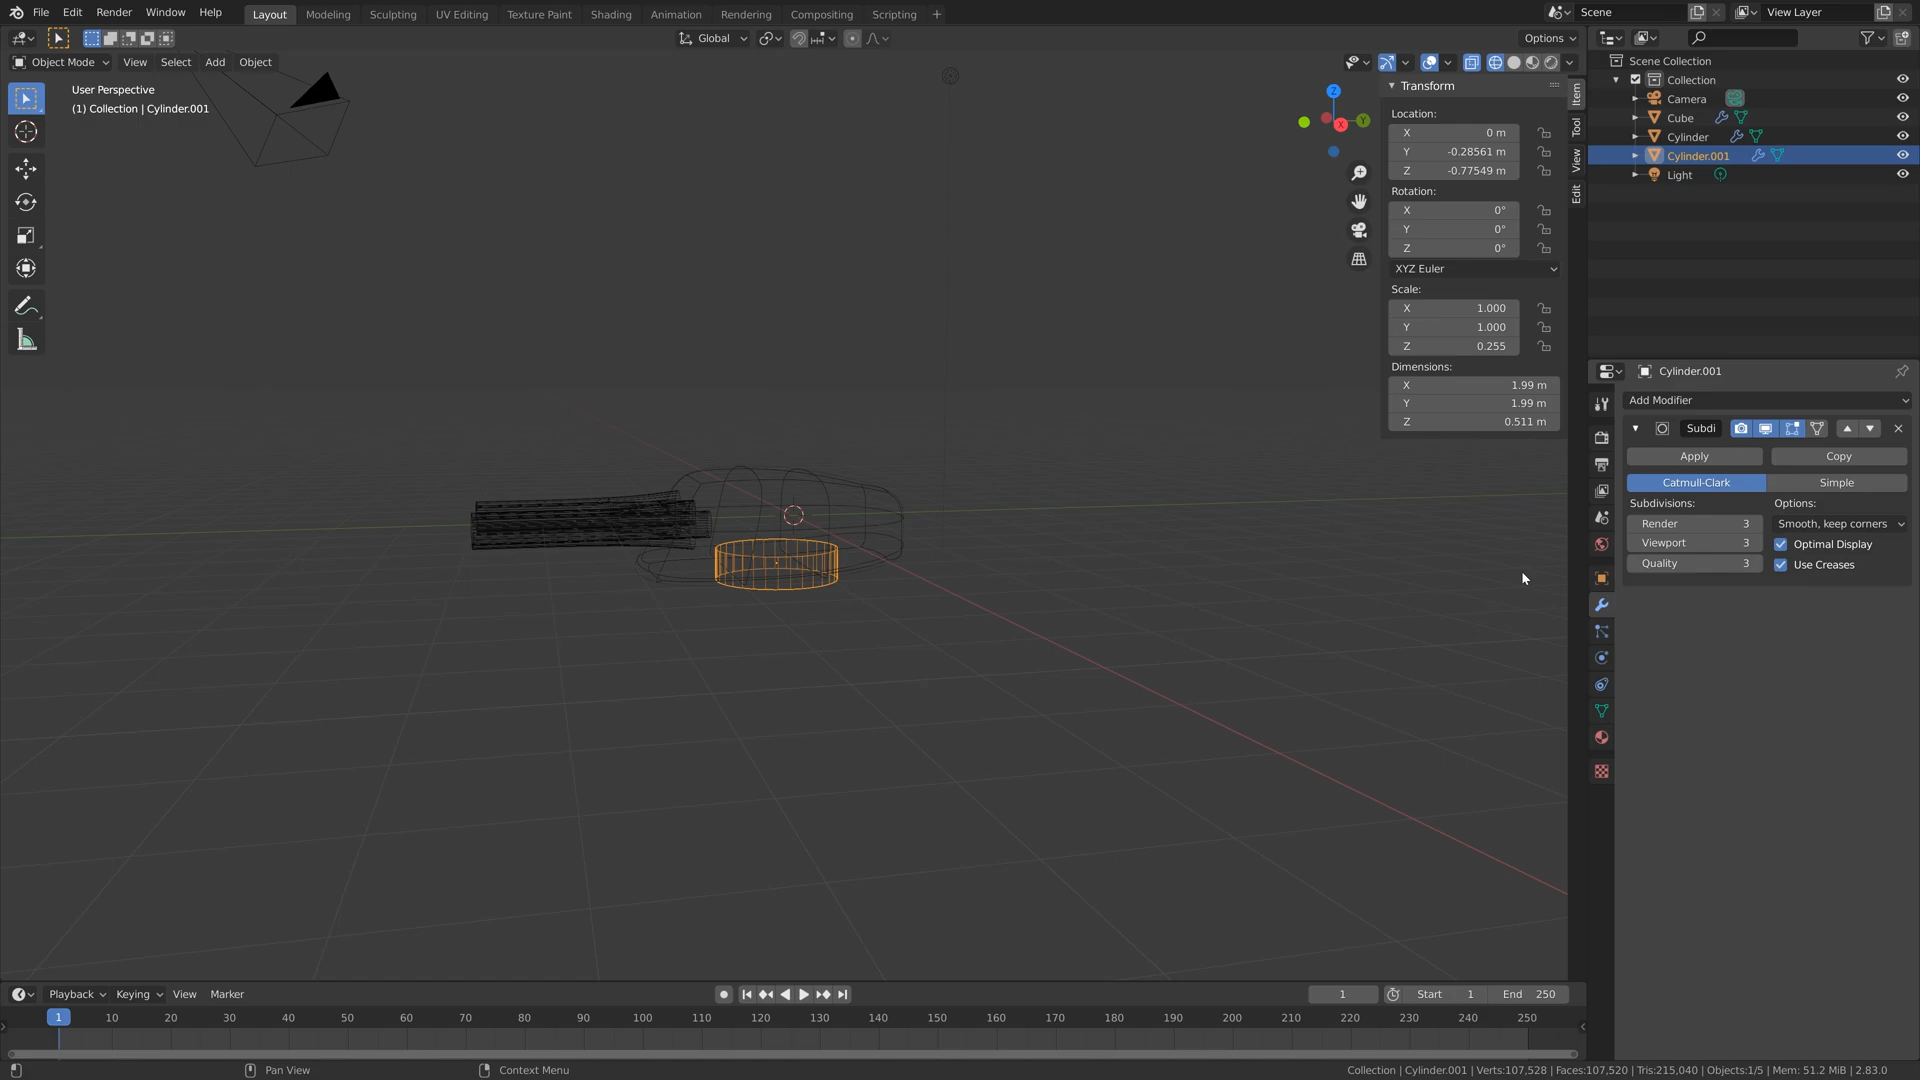 File Edit Render Window Help Layout Modeling Sculpting UV Editing Texture Paint Shading Animation Rendering Compositing Scripting + Scene View Layer
Global Options
Object Mode View Select Add Object
User Perspective
(1) Collection | Cylinder.001
Z
Y
X
Transform
Location:
X 0 m
Y -0.28561 m
Z -0.77549 m
Rotation:
X 0°
Y 0°
Z 0°
XYZ Euler
Scale:
X 1.000
Y 1.000
Z 0.255
Dimensions:
X 1.99 m
Y 1.99 m
Z 0.511 m
Item
Tool
View
Edit
Scene Collection
Collection
Camera
Cube
Cylinder
Cylinder.001
Light
Cylinder.001
Add Modifier
Subdi
Apply Copy
Catmull-Clark Simple
Subdivisions: Options:
Render 3 Smooth, keep corners
Viewport 3 Optimal Display
Quality 3 Use Creases
Playback Keying View Marker 1 Start 1 End 250
1 10 20 30 40 50 60 70 80 90 100 110 120 130 140 150 160 170 180 190 200 210 220 230 240 250
Pan View Context Menu Collection | Cylinder.001 | Verts:107,528 | Faces:107,520 | Tris:215,040 | Objects:1/5 | Mem: 51.2 MiB | 2.83.0